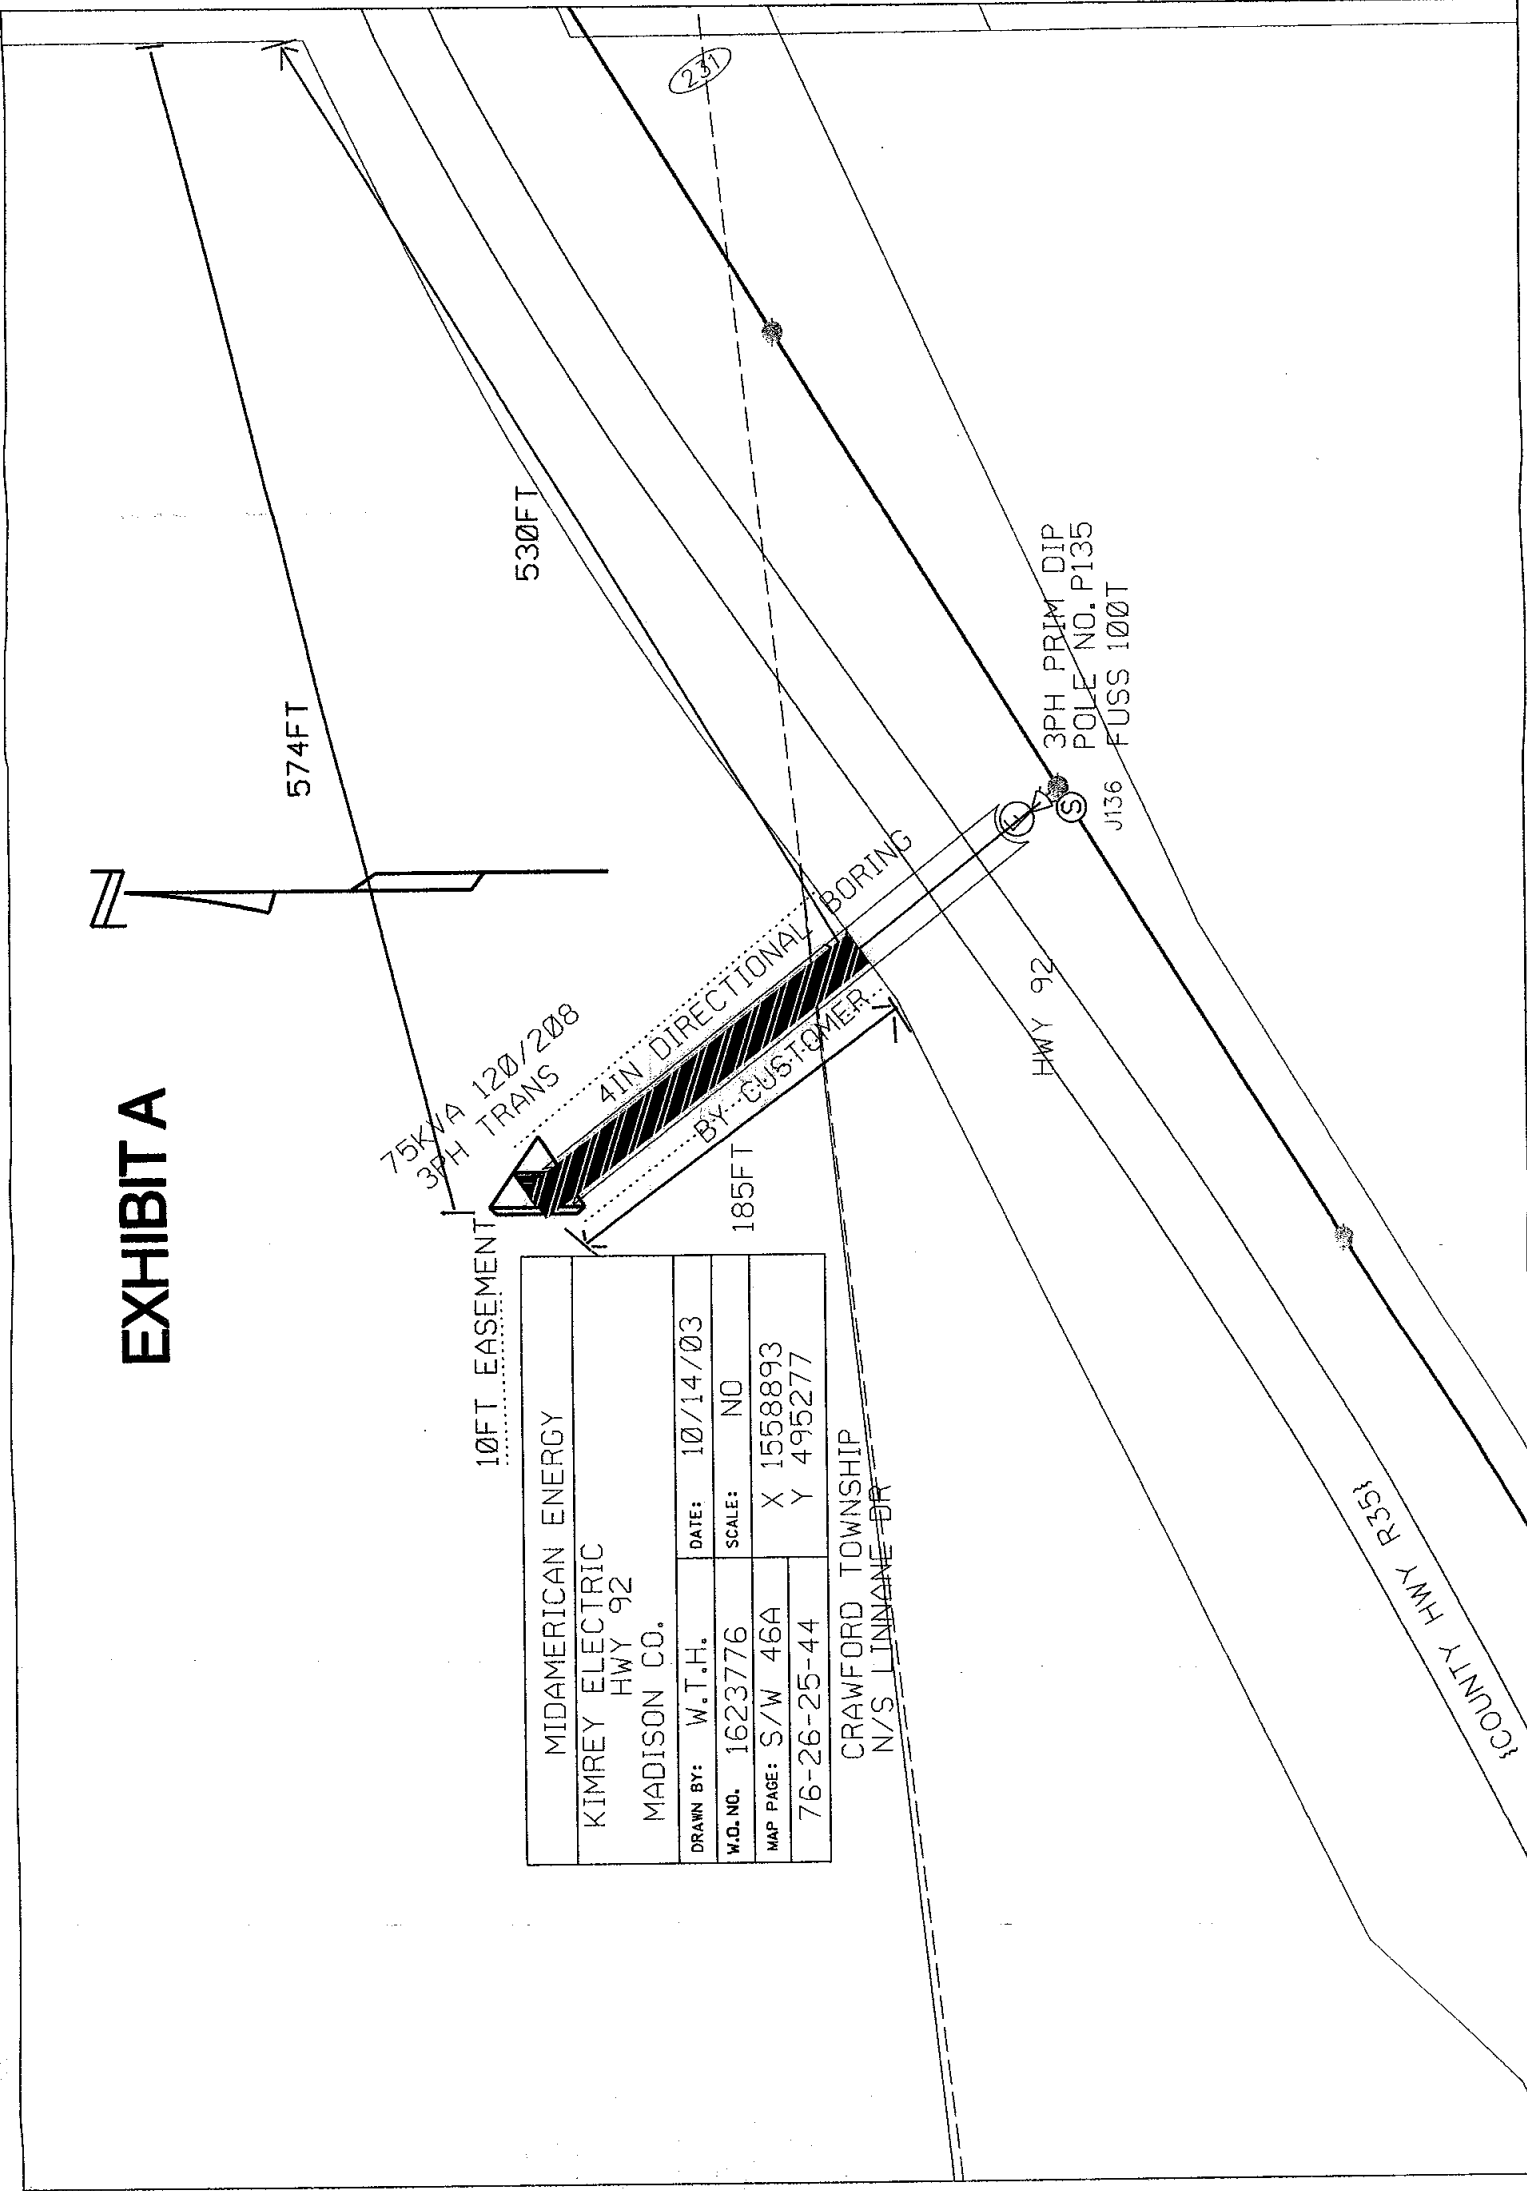 EXHIBIT A
574FT
530FT
231
75KVA 120/208
3PH TRANS
10FT EASEMENT
4IN DIRECTIONAL BORING
BY CUSTOMER
185FT
MIDAMERICAN ENERGY
KIMREY ELECTRIC
HWY 92
MADISON CO.
DRAWN BY: W.T.H.
DATE: 10/14/03
W.O. NO. 1623776
SCALE: NO
MAP PAGE: S/W 46A
X 1558893
Y 495277
76-26-25-44
CRAWFORD TOWNSHIP
N/S LINNANE DR
3PH PRIM DIP
POLE NO. P135
FUSS 100T
J136
S
HWY 92
{COUNTY HWY R35}
N